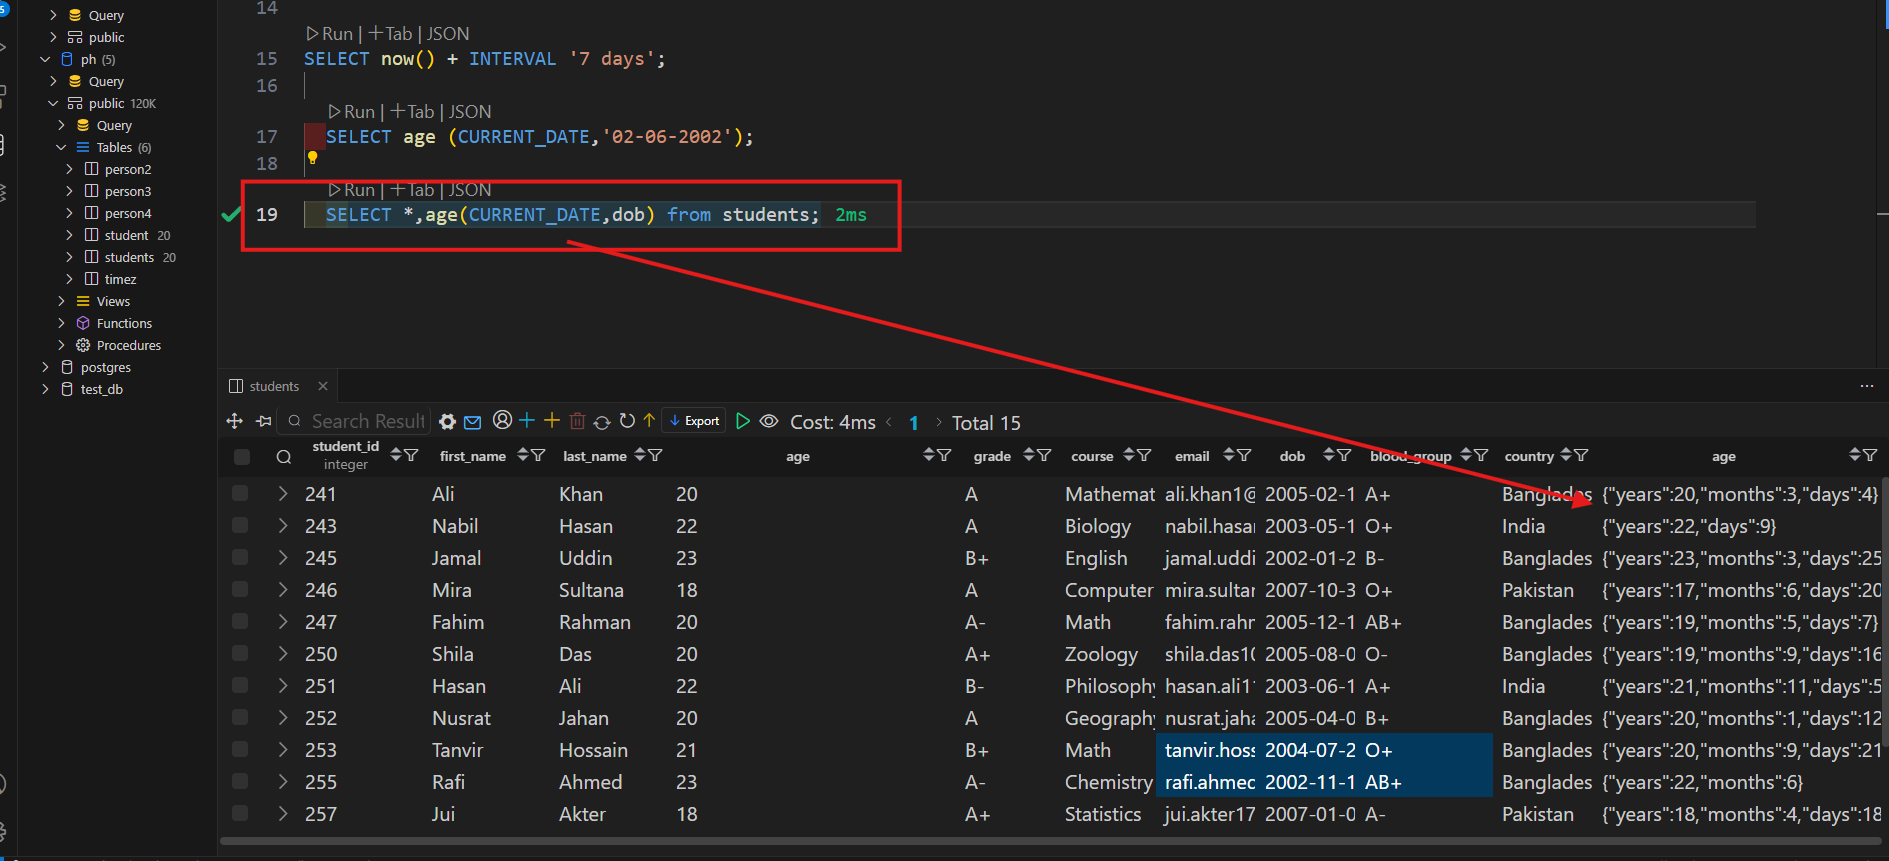 Query
public
ph (5)
Query
public 120K
Query
Tables (6)
person2
person3
person4
student 20
students 20
timez
Views
Functions
Procedures
postgres
test_db
14
Run | Tab | JSON
15 SELECT now() + INTERVAL '7 days';
16
Run | Tab | JSON
17 SELECT age (CURRENT_DATE,'02-06-2002');
18
Run | Tab | JSON
19 SELECT *,age(CURRENT_DATE,dob) from students; 2ms
students
Search Result Export Cost: 4ms 1 Total 15
student_id integer first_name last_name age grade course email dob blood_group country age
241 Ali Khan 20 A Mathemat ali.khan1@ 2005-02-1 A+ Banglades {"years":20,"months":3,"days":4}
243 Nabil Hasan 22 A Biology nabil.hasa 2003-05-1 O+ India {"years":22,"days":9}
245 Jamal Uddin 23 B+ English jamal.uddi 2002-01-2 B- Banglades {"years":23,"months":3,"days":25
246 Mira Sultana 18 A Computer mira.sultar 2007-10-3 O+ Pakistan {"years":17,"months":6,"days":20
247 Fahim Rahman 20 A- Math fahim.rahr 2005-12-1 AB+ Banglades {"years":19,"months":5,"days":7}
250 Shila Das 20 A+ Zoology shila.das10 2005-08-0 O- Banglades {"years":19,"months":9,"days":16
251 Hasan Ali 22 B- Philosophy hasan.ali1 2003-06-1 A+ India {"years":21,"months":11,"days":5
252 Nusrat Jahan 20 A Geography nusrat.jaha 2005-04-0 B+ Banglades {"years":20,"months":1,"days":12
253 Tanvir Hossain 21 B+ Math tanvir.hoss 2004-07-2 O+ Banglades {"years":20,"months":9,"days":21
255 Rafi Ahmed 23 A- Chemistry rafi.ahmec 2002-11-1 AB+ Banglades {"years":22,"months":6}
257 Jui Akter 18 A+ Statistics jui.akter17 2007-01-0 A- Pakistan {"years":18,"months":4,"days":18